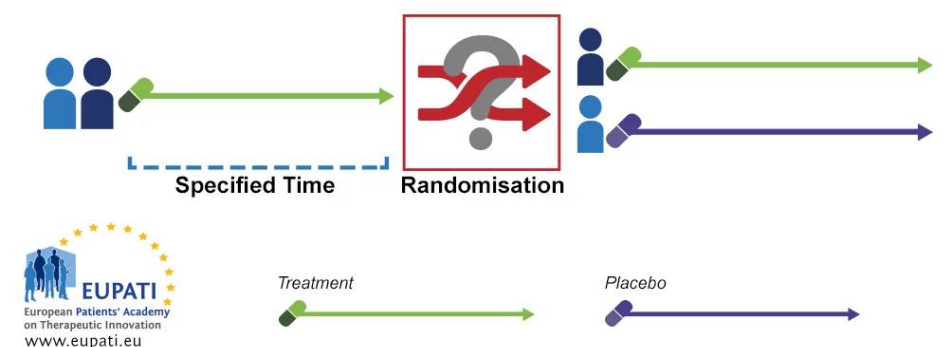 Specified Time
Randomisation
EUPATI
European Patients' Academy
on Therapeutic Innovation
www.eupati.eu
Treatment
Placebo